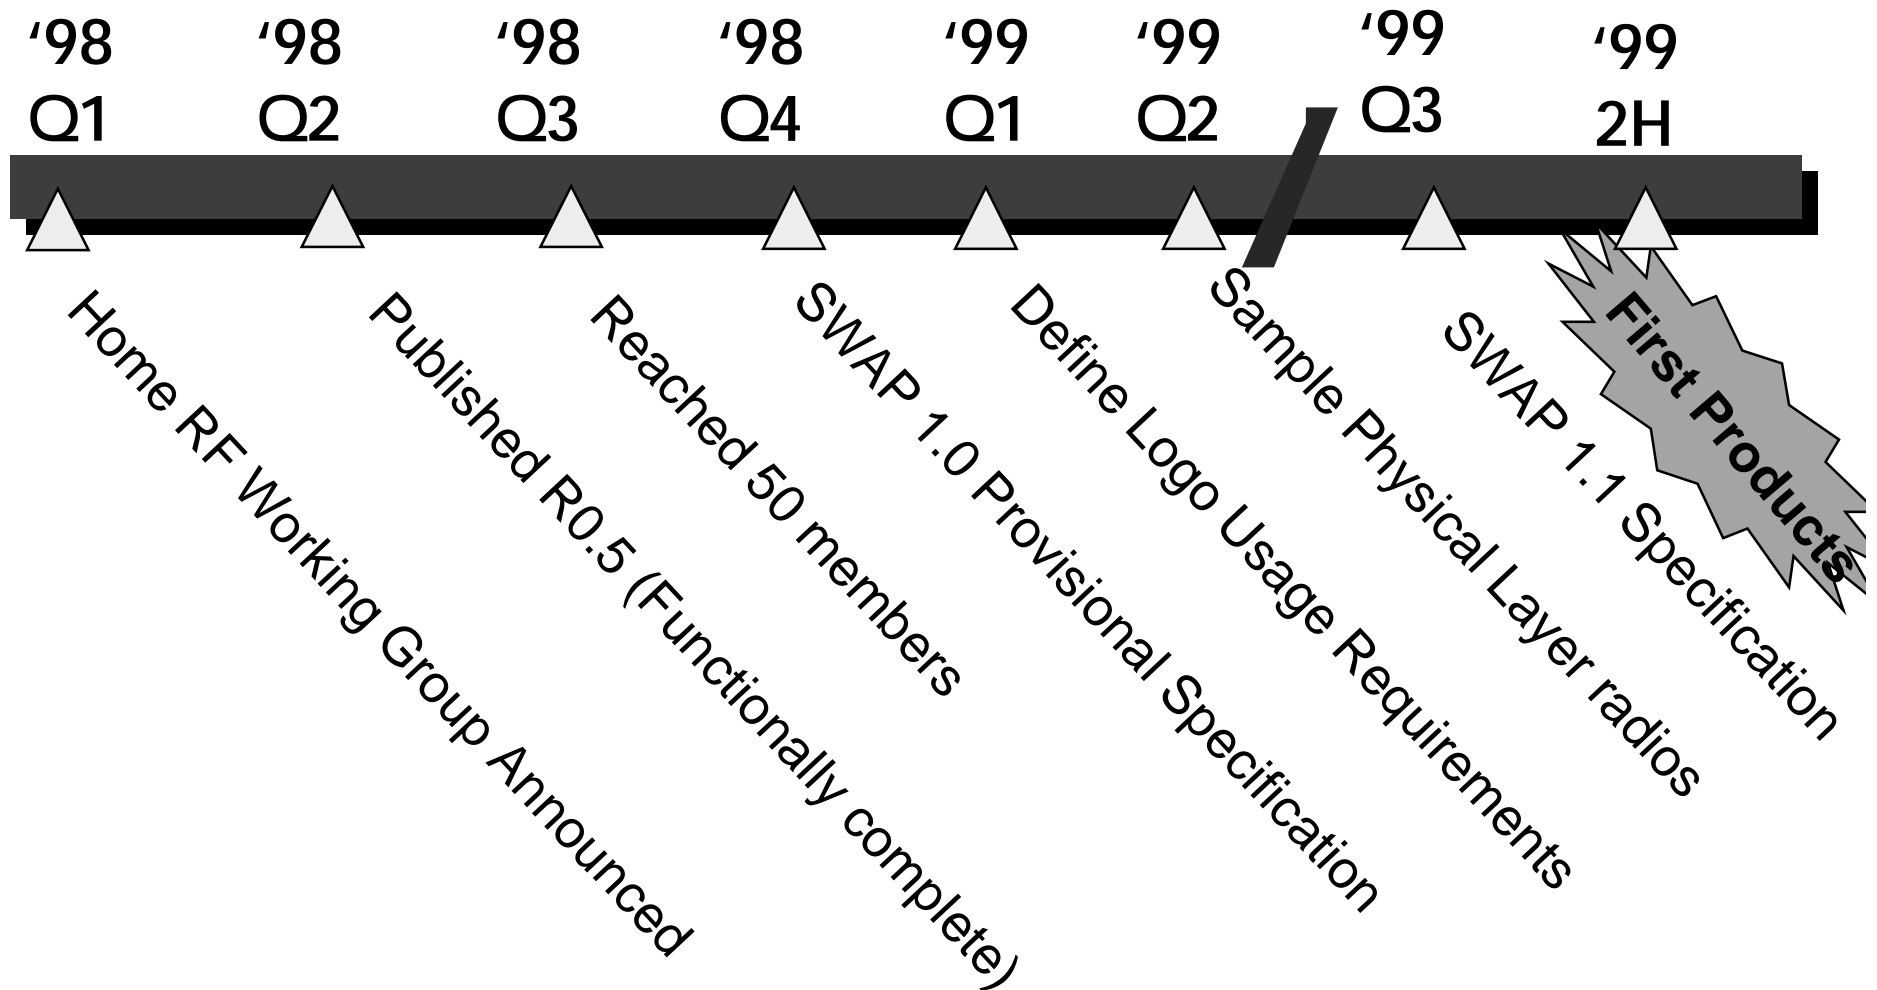 ‘98
Q1
‘98
Q2
‘98
Q3
‘98
Q4
‘99
Q1
‘99
Q2
‘99
Q3
‘99
2H
Home RF Working Group Announced
Published R0.5 (Functionally complete)
Reached 50 members
SWAP 1.0 Provisional Specification
Define Logo Usage Requirements
Sample Physical Layer radios
SWAP 1.1 Specification
First Products